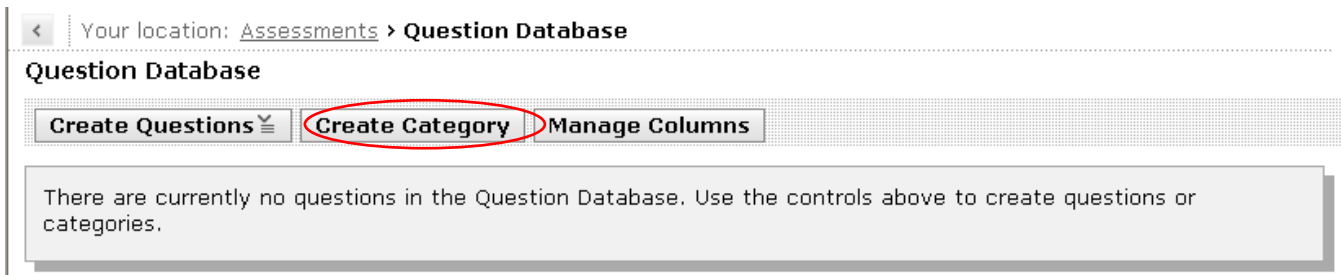 Your location: Assessments › Question Database
Question Database
Create Questions Create Category Manage Columns
There are currently no questions in the Question Database. Use the controls above to create questions or
categories.